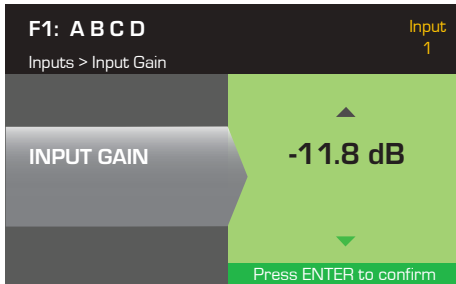 F1: A B C D
Input
1
Inputs > Input Gain
INPUT GAIN
-11.8 dB
Press ENTER to confirm